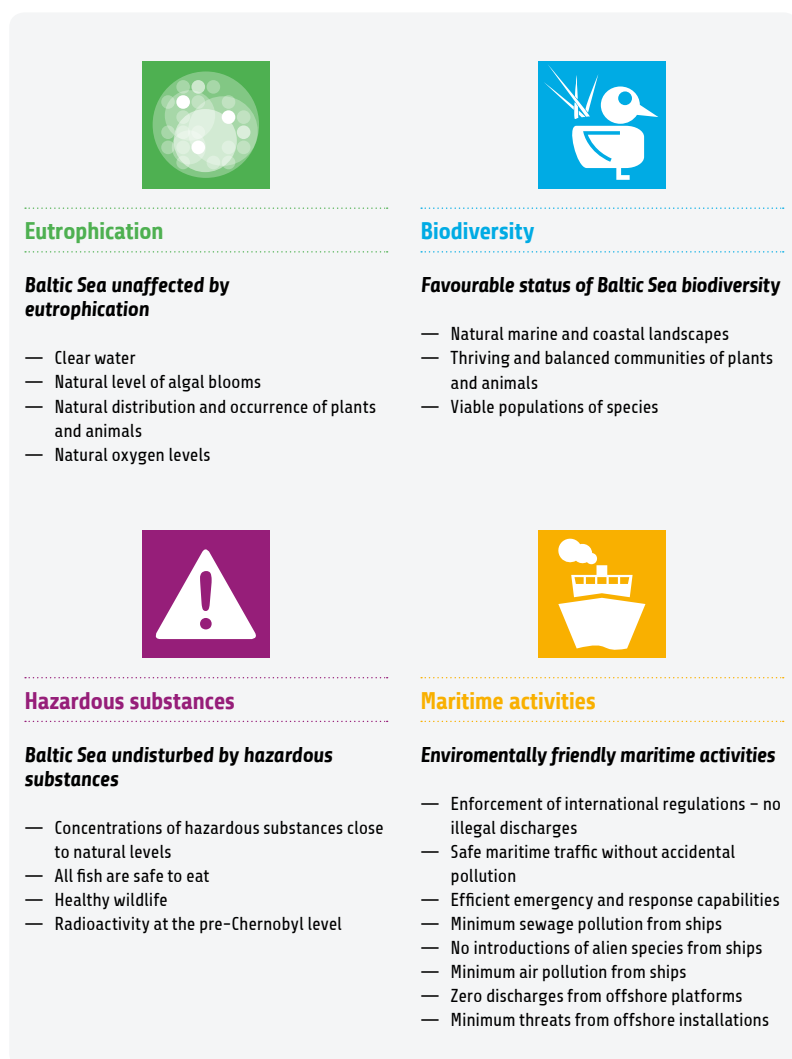 Eutrophication
Baltic Sea unaffected by
eutrophication
— Clear water
— Natural level of algal blooms
— Natural distribution and occurrence of plants
and animals
— Natural oxygen levels
Biodiversity
Favourable status of Baltic Sea biodiversity
— Natural marine and coastal landscapes
— Thriving and balanced communities of plants
and animals
— Viable populations of species
Hazardous substances
Baltic Sea undisturbed by hazardous
substances
— Concentrations of hazardous substances close
to natural levels
— All fish are safe to eat
— Healthy wildlife
— Radioactivity at the pre-Chernobyl level
Maritime activities
Enviromentally friendly maritime activities
— Enforcement of international regulations – no
illegal discharges
— Safe maritime traffic without accidental
pollution
— Efficient emergency and response capabilities
— Minimum sewage pollution from ships
— No introductions of alien species from ships
— Minimum air pollution from ships
— Zero discharges from offshore platforms
— Minimum threats from offshore installations